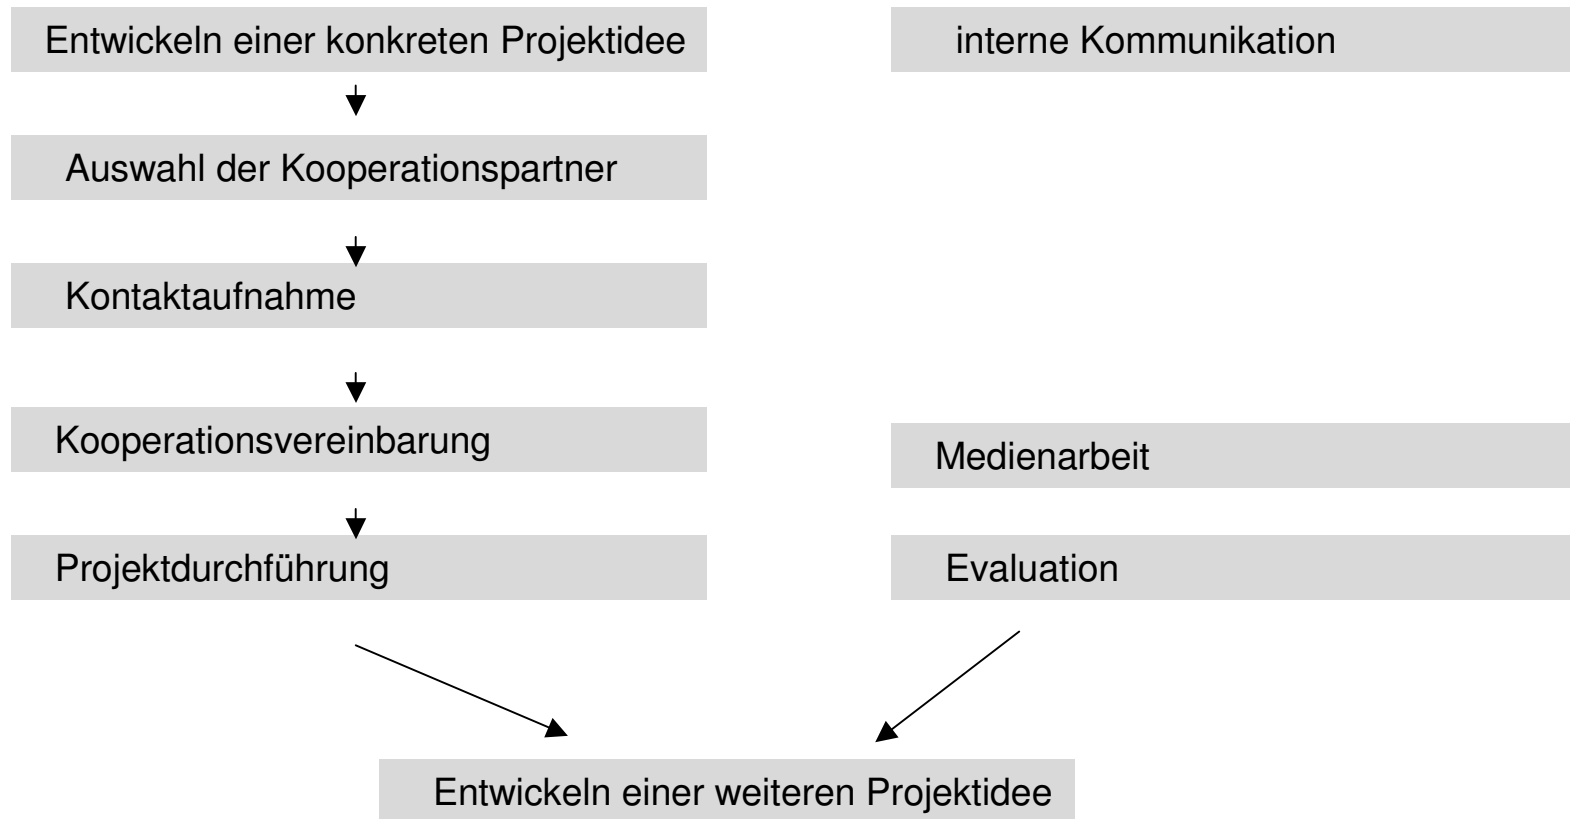 Entwickeln einer konkreten Projektidee
interne Kommunikation
Auswahl der Kooperationspartner
Kontaktaufnahme
Kooperationsvereinbarung
Medienarbeit
Projektdurchführung
Evaluation
Entwickeln einer weiteren Projektidee